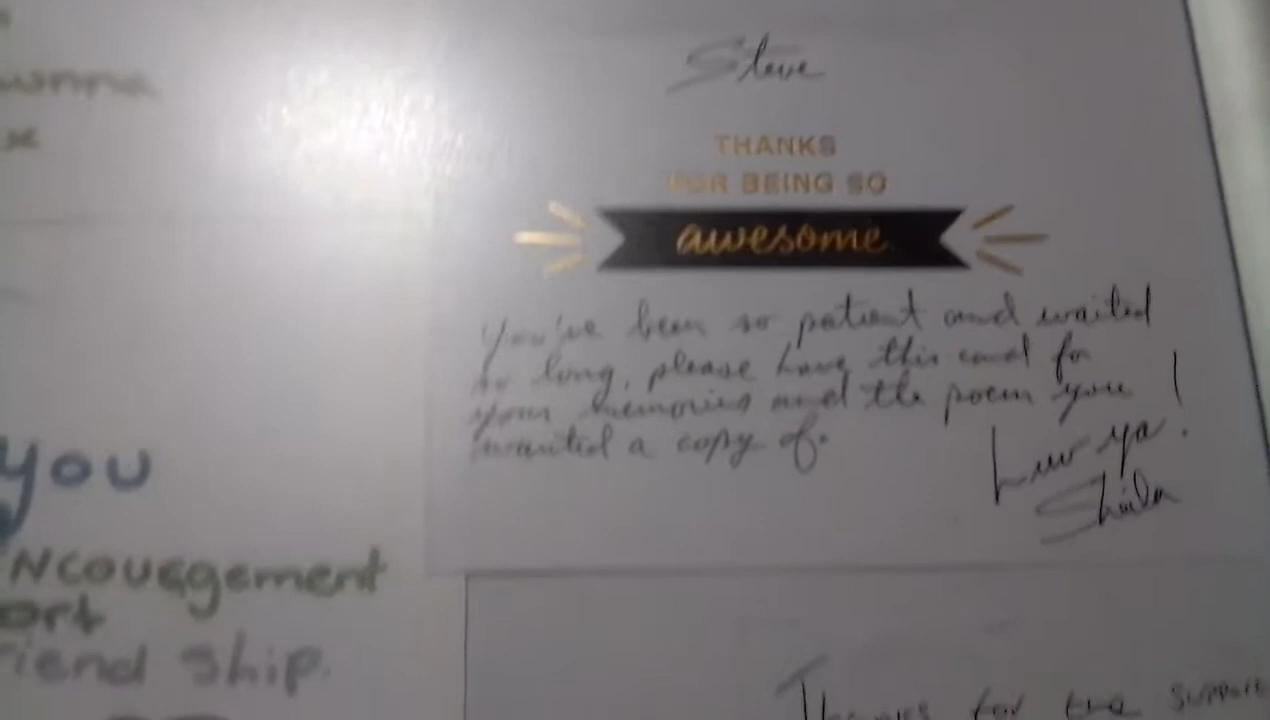 Steve
THANKS
FOR BEING SO
awesome
You've been so patient and waited
so long, please have this card for
your memories and the poem you
wanted a copy of.
Luv ya!
Sheila
you
ncouragement
ort
riend ship.
Thanks for the support